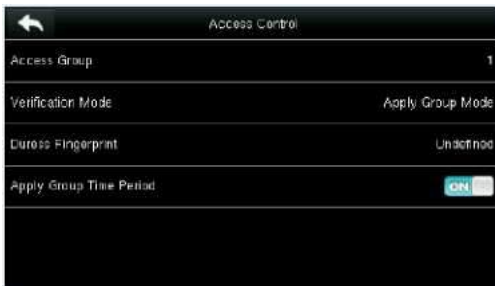 Access Control
Access Group 1
Verification Mode Apply Group Mode
Duress Fingerprint Undefined
Apply Group Time Period ON